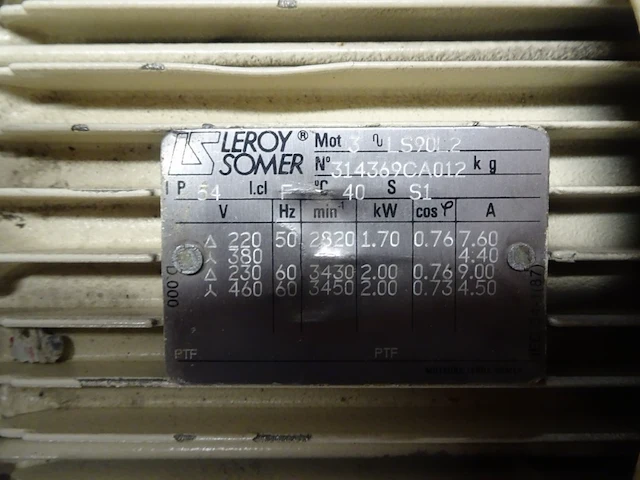 LEROY® SOMER
Mot 3 ∿ LS90L2
N° 314369CA012 kg
IP 54 I.cl F °C 40 S S1
V Hz min⁻¹ kW cosφ A
Δ 220 50 2820 1.70 0.76 7.60
⅄ 380 4.40
Δ 230 60 3430 2.00 0.76 9.00
⅄ 460 60 3450 2.00 0.73 4.50
PTF PTF